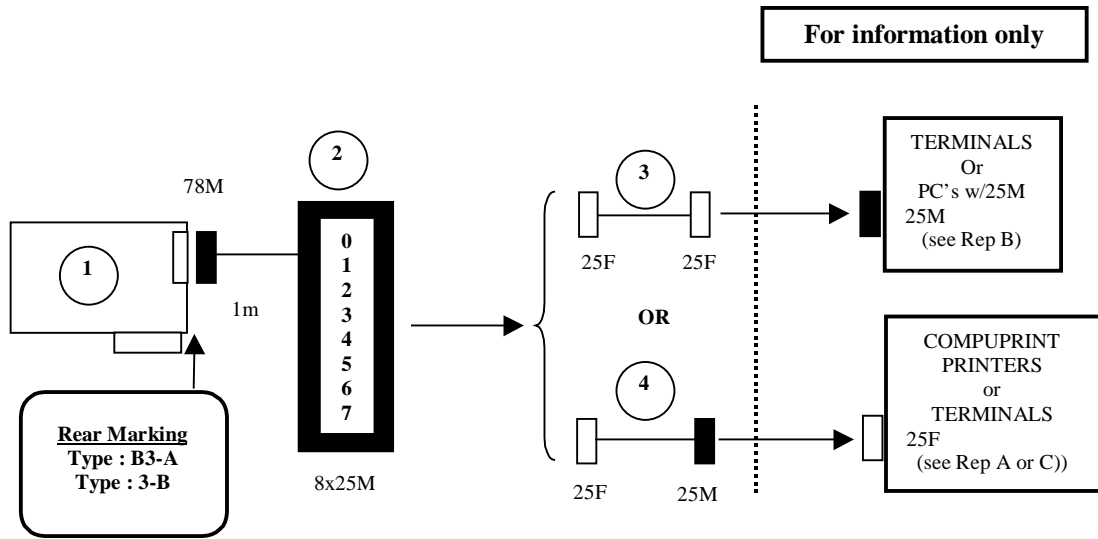 For information only
78M
1
1m
Rear Marking
Type : B3-A
Type : 3-B
2
0
1
2
3
4
5
6
7
8x25M
3
25F
25F
OR
4
25F
25M
TERMINALS
Or
PC's w/25M
25M
(see Rep B)
COMPUPRINT
PRINTERS
or
TERMINALS
25F
(see Rep A or C))